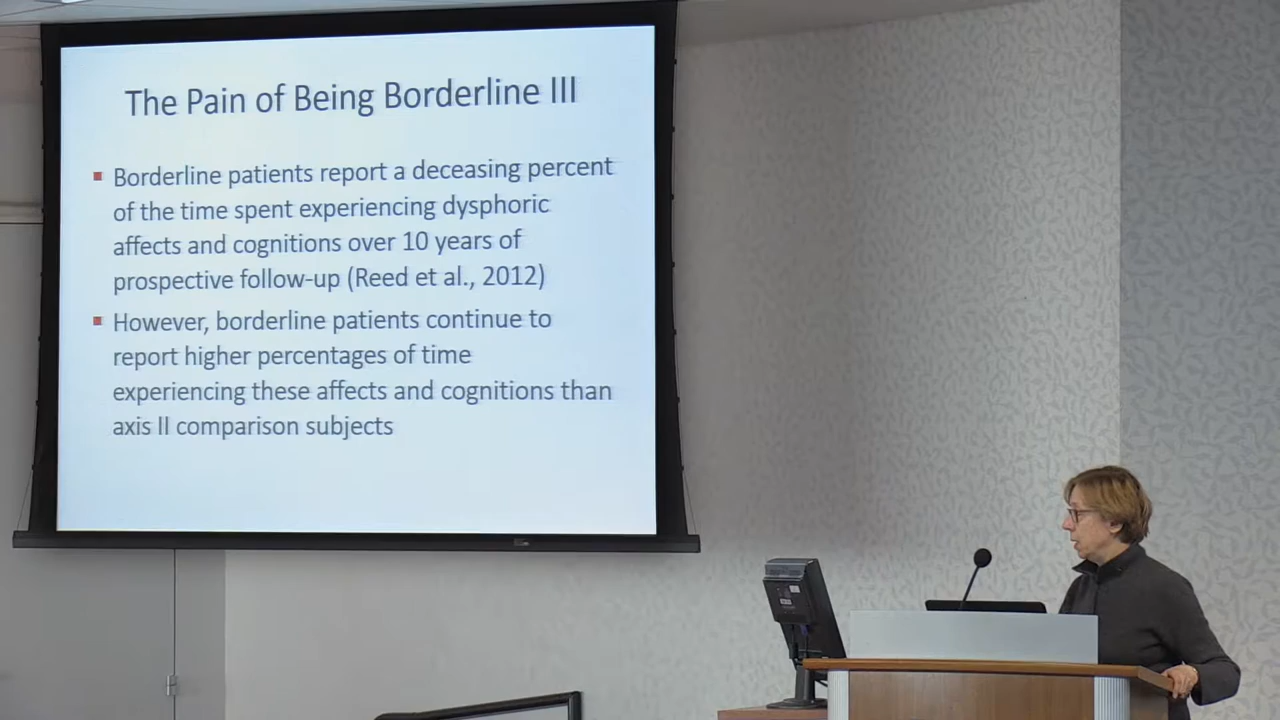 The Pain of Being Borderline III
Borderline patients report a deceasing percent
of the time spent experiencing dysphoric
affects and cognitions over 10 years of
prospective follow-up (Reed et al., 2012)
However, borderline patients continue to
report higher percentages of time
experiencing these affects and cognitions than
axis II comparison subjects